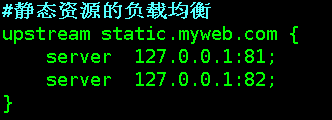 #静态资源的负载均衡
upstream static.myweb.com {
    server  127.0.0.1:81;
    server  127.0.0.1:82;
}